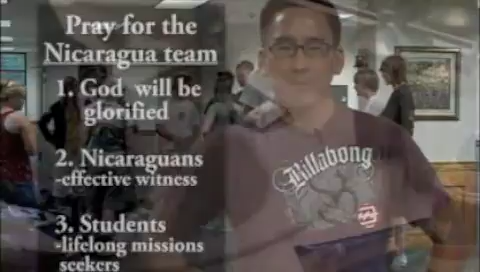 Pray for the
Nicaragua team
1. God will be
glorified
2. Nicaraguans
-effective witness
3. Students
-lifelong missions
seekers
Billabong